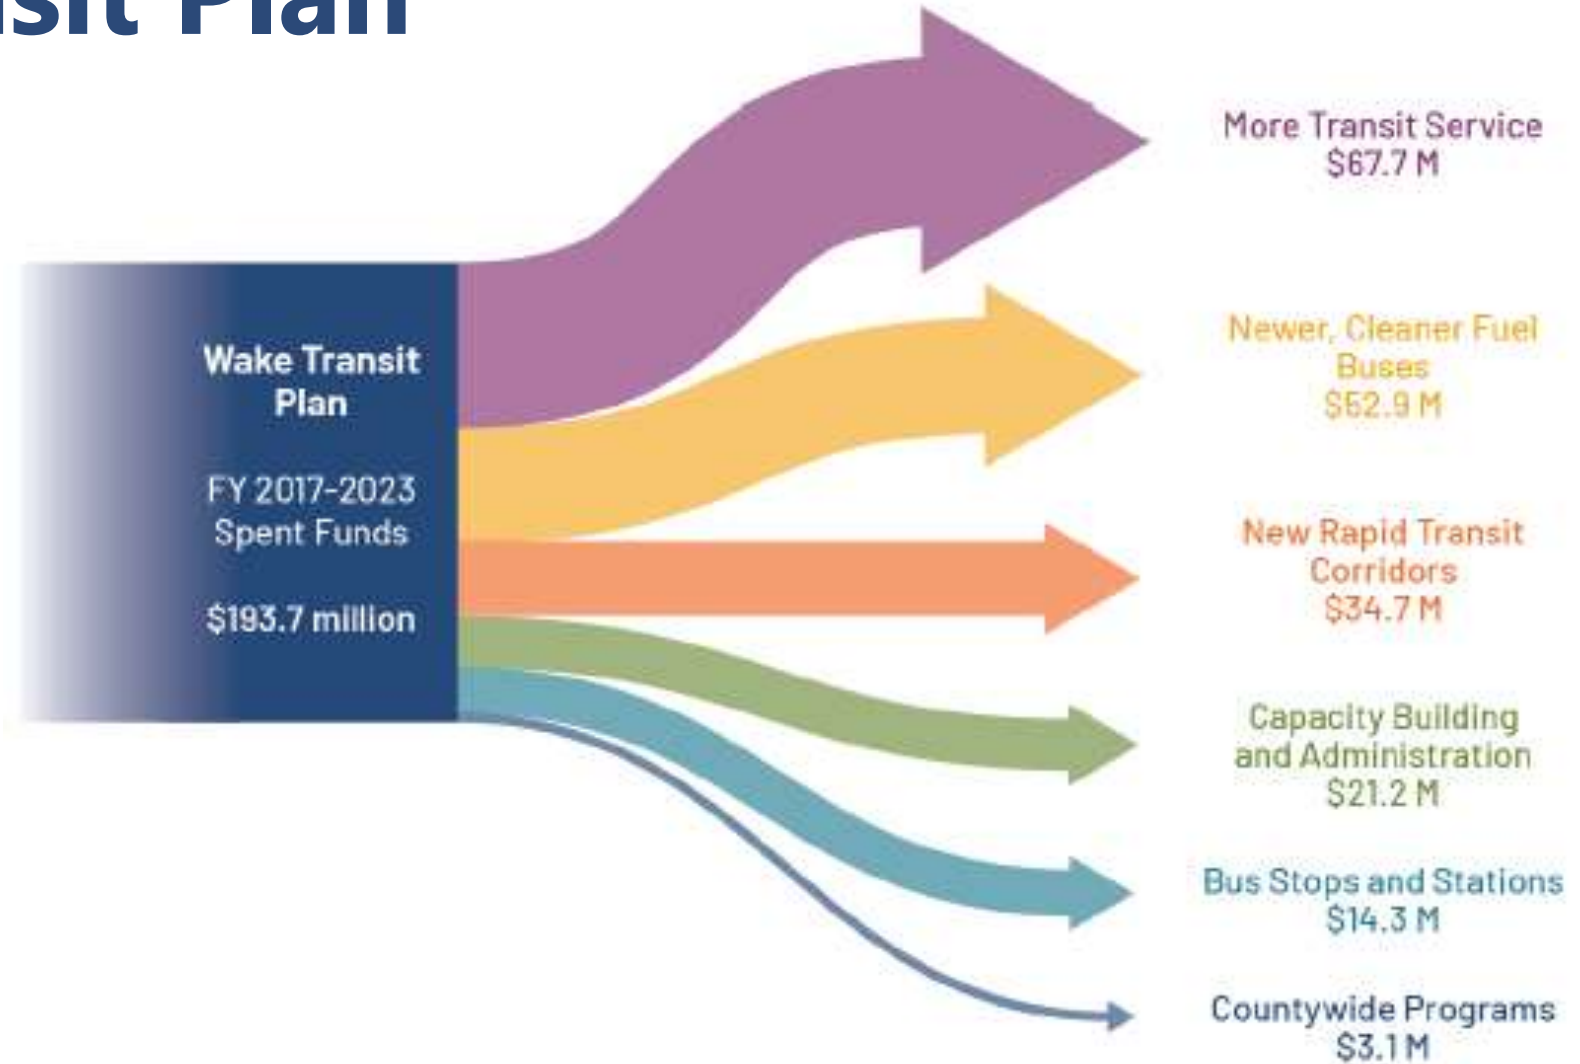 Plan
Wake Transit
Plan
FY 2017-2023
Spent Funds
$193.7 million
More Transit Service
$67.7 M
Newer, Cleaner Fuel
Buses
$52.9 M
New Rapid Transit
Corridors
$34.7 M
Capacity Building
and Administration
$21.2 M
Bus Stops and Stations
$14.3 M
Countywide Programs
$3.1 M